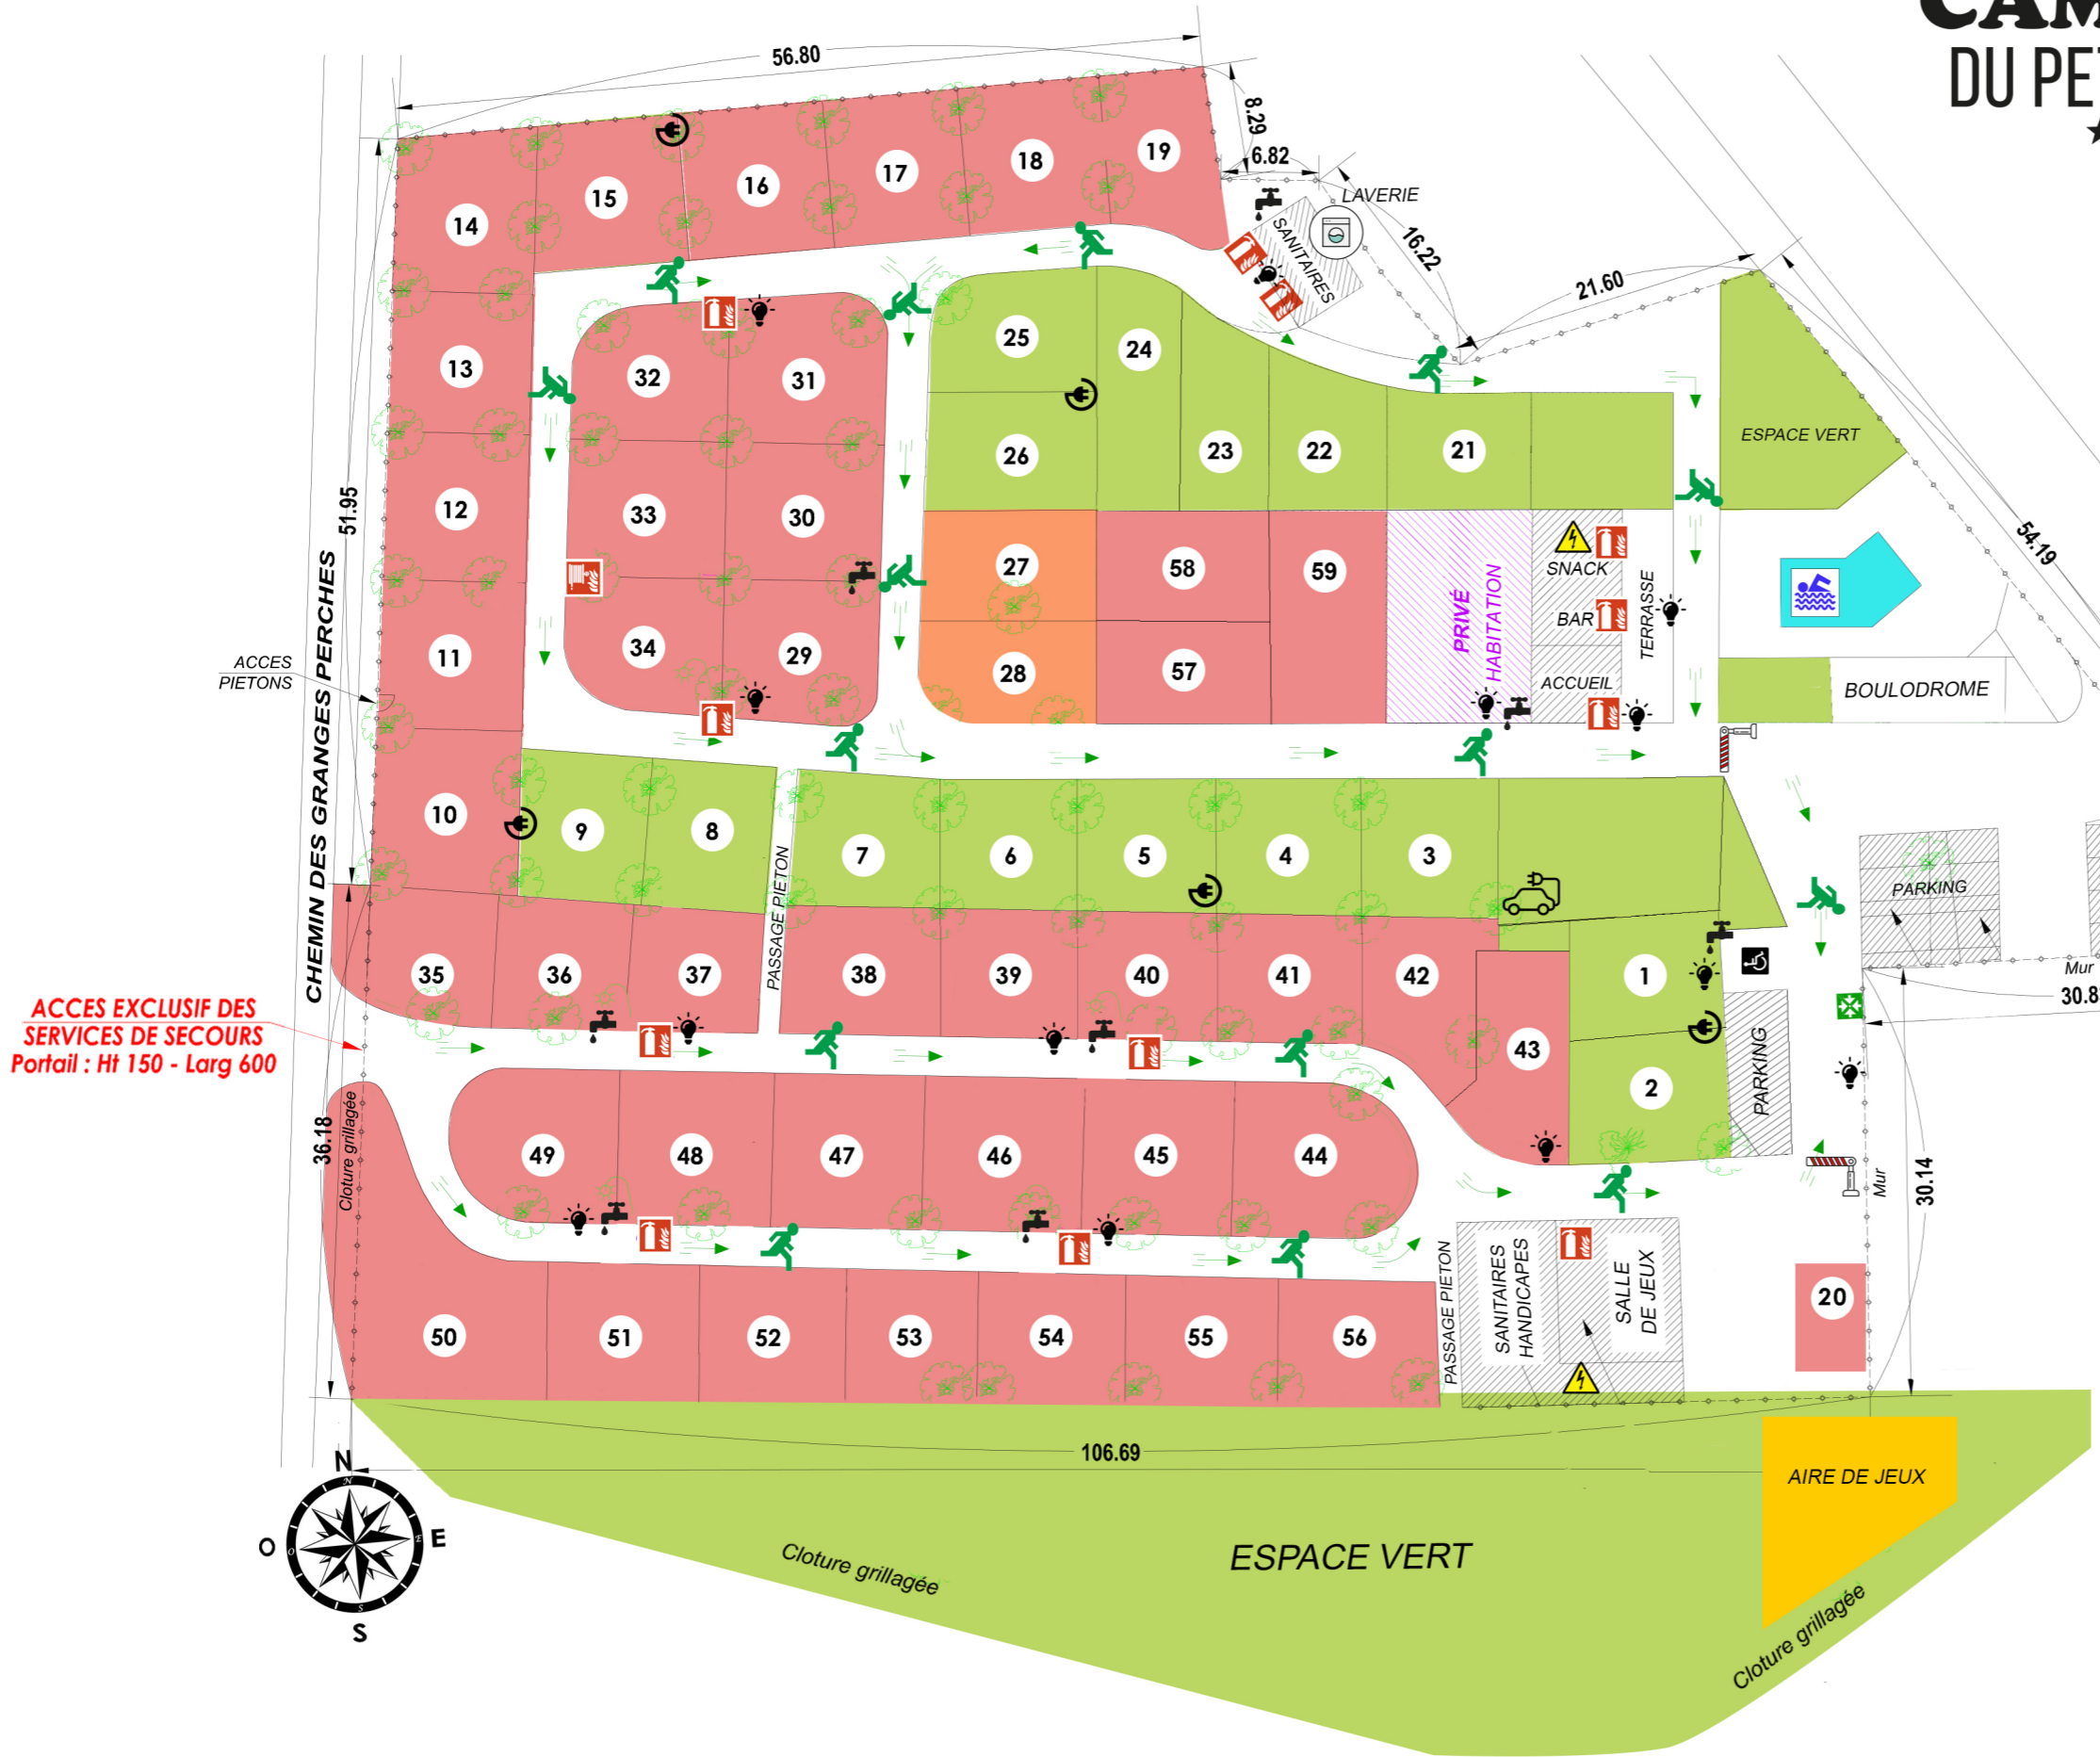 CAM
DU PE
56.80
8.29
6.82
LAVERIE
SANITAIRES
16.22
21.60
14
15
16
17
18
19
13
32
31
25
24
12
33
30
26
23
22
21
ESPACE VERT
51.95
54.19
27
58
59
PRIVÉ
HABITATION
SNACK
BAR
TERRASSE
ACCUEIL
11
34
29
28
57
BOULODROME
ACCES
PIETONS
CHEMIN DES GRANGES PERCHES
10
9
8
PASSAGE PIETON
7
6
5
4
3
PARKING
35
36
37
38
39
40
41
42
43
1
2
PARKING
Mur
30.8
ACCES EXCLUSIF DES
SERVICES DE SECOURS
Portail : Ht 150 - Larg 600
36.18
Cloture grillagée
49
48
47
46
45
44
Mur
30.14
50
51
52
53
54
55
56
PASSAGE PIETON
SANITAIRES
HANDICAPES
SALLE
DE JEUX
20
106.69
AIRE DE JEUX
N
O
E
S
ESPACE VERT
Cloture grillagée
Cloture grillagée